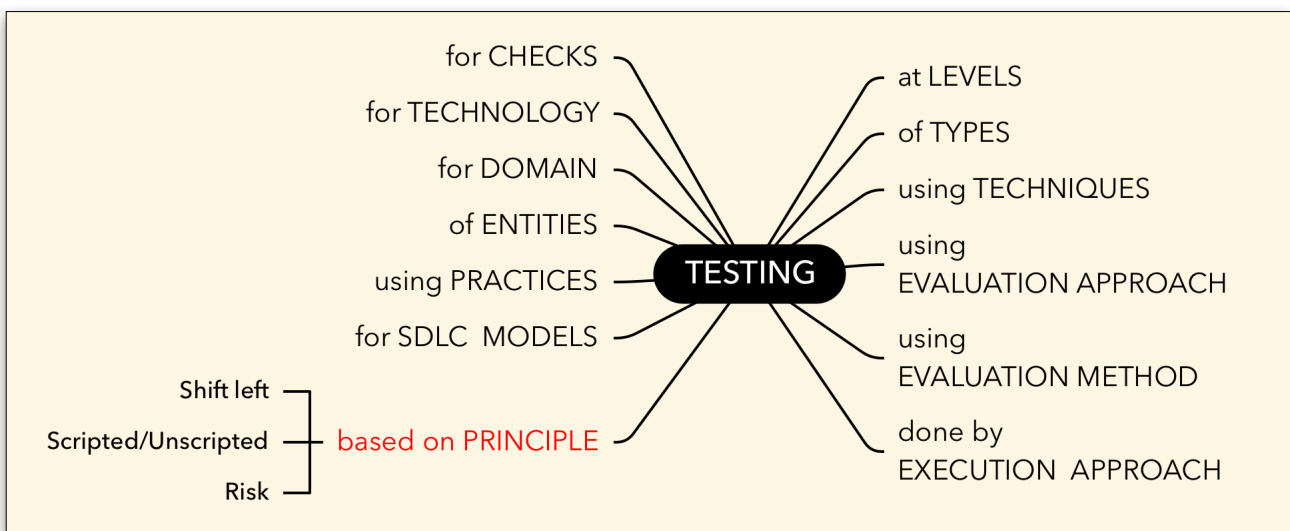 for CHECKS
for TECHNOLOGY
for DOMAIN
of ENTITIES
using PRACTICES
for SDLC MODELS
based on PRINCIPLE
Shift left
Scripted/Unscripted
Risk
TESTING
at LEVELS
of TYPES
using TECHNIQUES
using
EVALUATION APPROACH
using
EVALUATION METHOD
done by
EXECUTION APPROACH